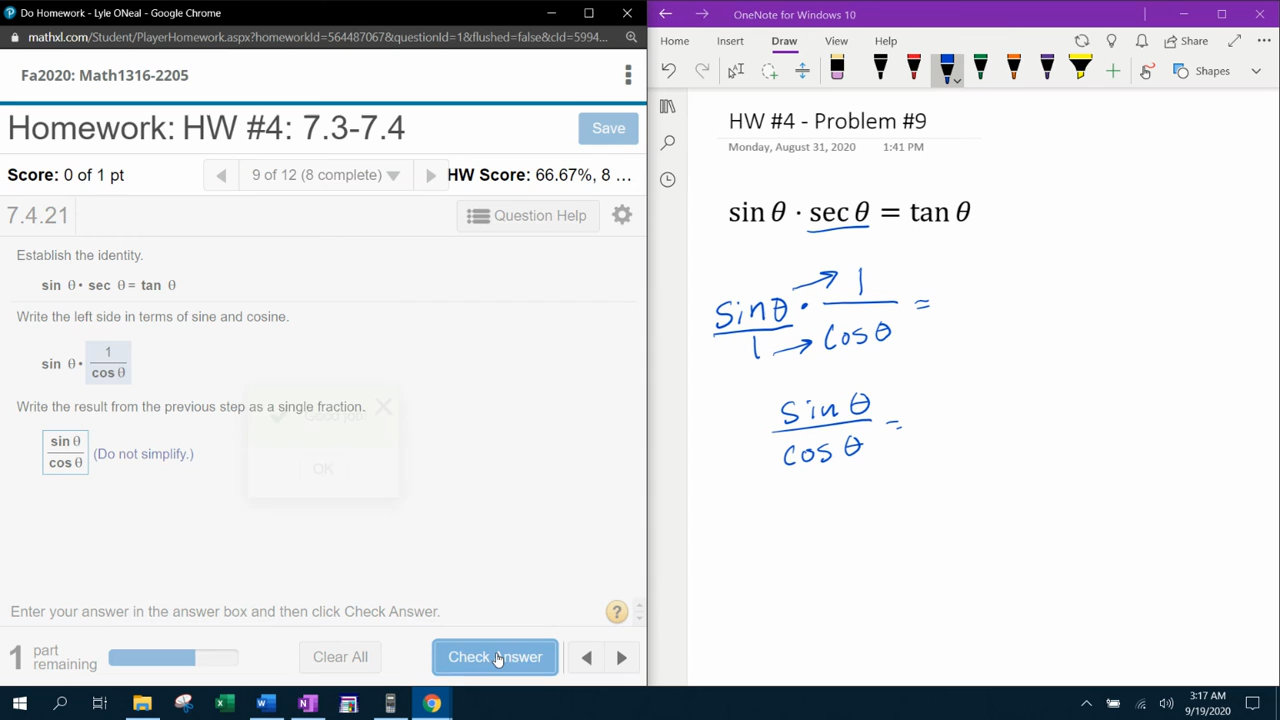 Do Homework - Lyle ONeal - Google Chrome
mathxl.com/Student/PlayerHomework.aspx?homeworkId=564487067&questionId=1&flushed=false&cId=5994...
Fa2020: Math1316-2205
Homework: HW #4: 7.3-7.4
Save
Score: 0 of 1 pt
9 of 12 (8 complete)
HW Score: 66.67%, 8 ...
7.4.21
Question Help
Establish the identity.
sin θ • sec θ = tan θ
Write the left side in terms of sine and cosine.
sin θ • 1
cos θ
Write the result from the previous step as a single fraction.
sin θ
cos θ
(Do not simplify.)
Good job!
OK
Enter your answer in the answer box and then click Check Answer.
?
1 part remaining
Clear All
Check Answer
OneNote for Windows 10
Home Insert Draw View Help
Share
Shapes
HW #4 - Problem #9
Monday, August 31, 2020 1:41 PM
sin θ · sec θ = tan θ
sin θ • 1 =
1 cos θ
sin θ =
cos θ
3:17 AM
9/19/2020